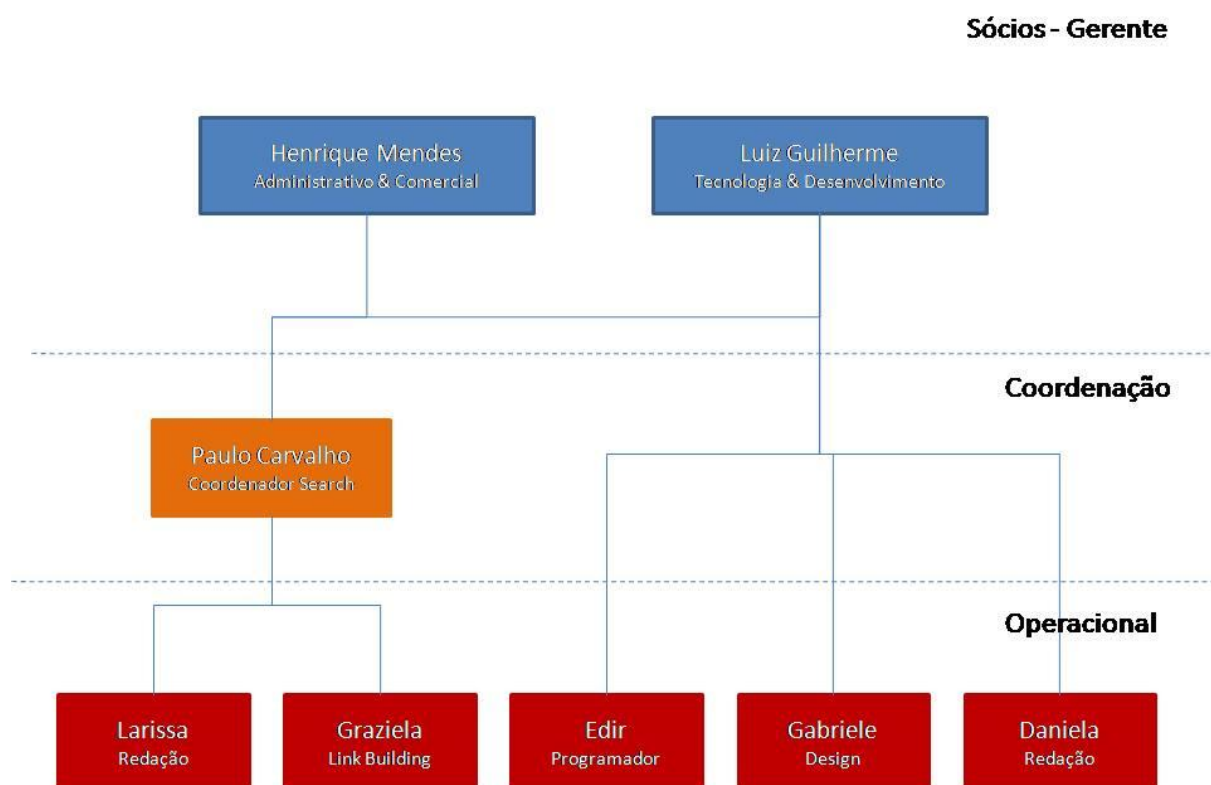 Sócios - Gerente
Henrique Mendes
Administrativo & Comercial
Luiz Guilherme
Tecnologia & Desenvolvimento
Coordenação
Paulo Carvalho
Coordenador Search
Operacional
Larissa
Redação
Graziela
Link Building
Edir
Programador
Gabriele
Design
Daniela
Redação